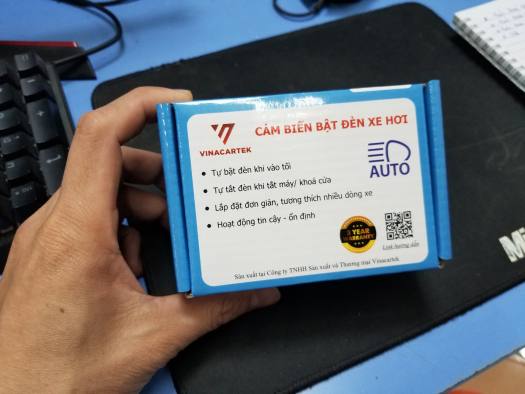 CẢM BIẾN BẬT ĐÈN XE HƠI
VINACARTEK
AUTO
• Tự bật đèn khi vào tối
• Tự tắt đèn khi tắt máy/ khoá cửa
• Lắp đặt đơn giản, tương thích nhiều dòng xe
• Hoạt động tin cậy - ổn định
YEAR
WARRANTY
Link hướng dẫn
Sản xuất tại Công ty TNHH Sản xuất và Thương mại Vinacartek
Mi